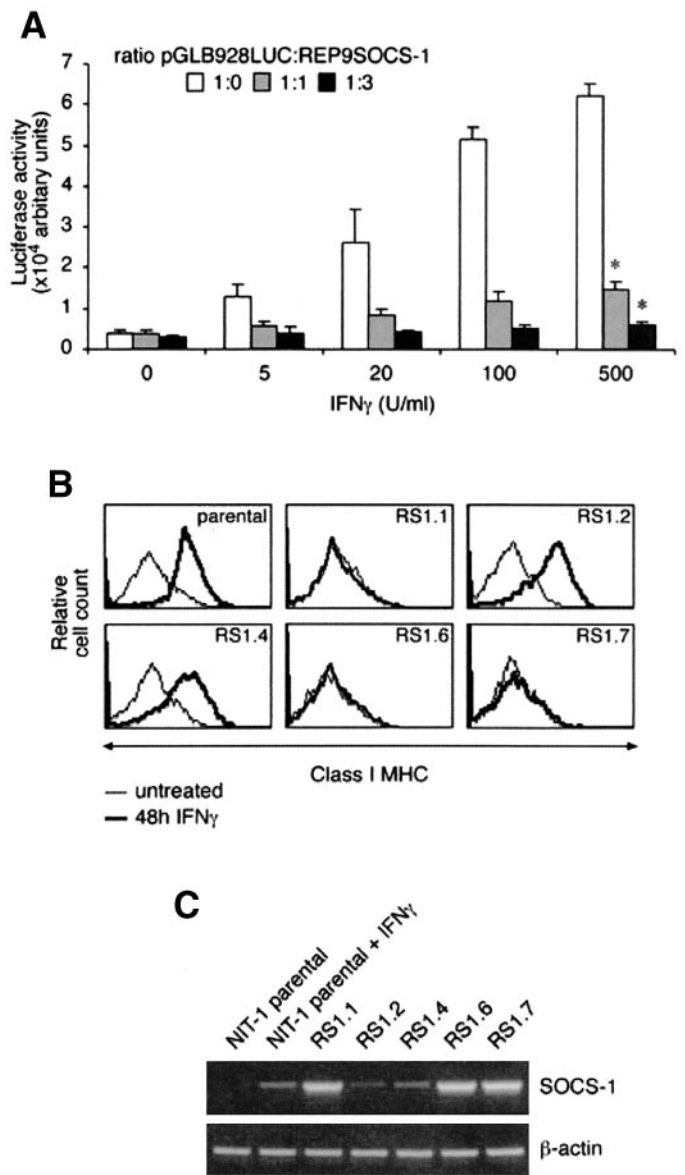 A
ratio pGLB928LUC:REP9SOCS-1
1:0 1:1 1:3
Luciferase activity
(x10⁴ arbitary units)
7
6
5
4
3
2
1
0
* *
0 5 20 100 500
IFNγ (U/ml)
B
parental RS1.1 RS1.2
RS1.4 RS1.6 RS1.7
Relative
cell count
Class I MHC
untreated
48h IFNγ
C
NIT-1 parental
NIT-1 parental + IFNγ
RS1.1
RS1.2
RS1.4
RS1.6
RS1.7
SOCS-1
β-actin